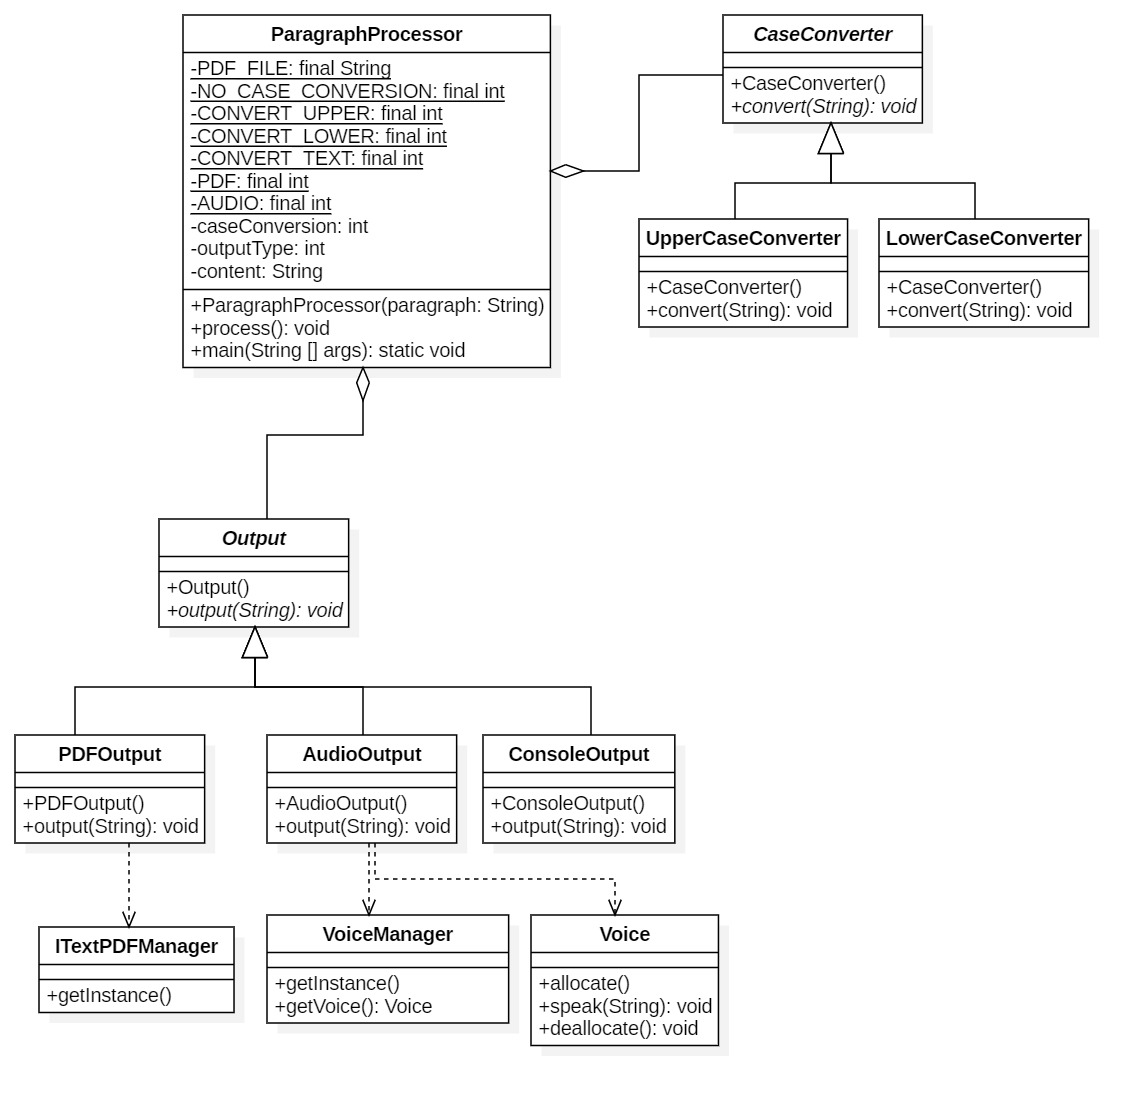 ParagraphProcessor
-PDF_FILE: final String
-NO_CASE_CONVERSION: final int
-CONVERT_UPPER: final int
-CONVERT_LOWER: final int
-CONVERT_TEXT: final int
-PDF: final int
-AUDIO: final int
-caseConversion: int
-outputType: int
-content: String
+ParagraphProcessor(paragraph: String)
+process(): void
+main(String [] args): static void
CaseConverter
+CaseConverter()
+convert(String): void
UpperCaseConverter
+CaseConverter()
+convert(String): void
LowerCaseConverter
+CaseConverter()
+convert(String): void
Output
+Output()
+output(String): void
PDFOutput
+PDFOutput()
+output(String): void
AudioOutput
+AudioOutput()
+output(String): void
ConsoleOutput
+ConsoleOutput()
+output(String): void
ITextPDFManager
+getInstance()
VoiceManager
+getInstance()
+getVoice(): Voice
Voice
+allocate()
+speak(String): void
+deallocate(): void